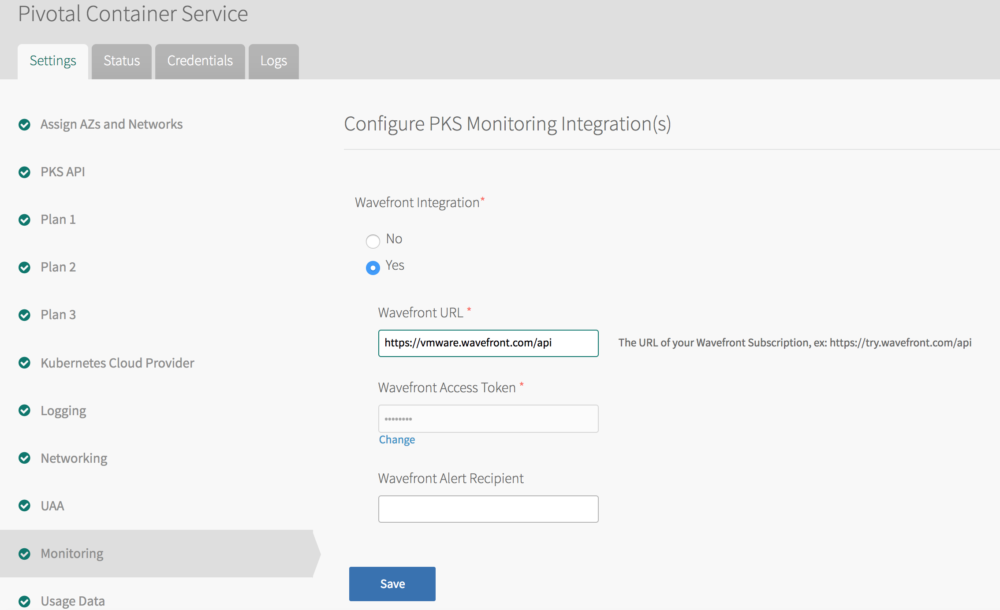 Pivotal Container Service
Settings
Status
Credentials
Logs
Assign AZs and Networks
PKS API
Plan 1
Plan 2
Plan 3
Kubernetes Cloud Provider
Logging
Networking
UAA
Monitoring
Usage Data
Configure PKS Monitoring Integration(s)
Wavefront Integration*
No
Yes
Wavefront URL *
https://vmware.wavefront.com/api
The URL of your Wavefront Subscription, ex: https://try.wavefront.com/api
Wavefront Access Token *
••••••••
Change
Wavefront Alert Recipient
Save